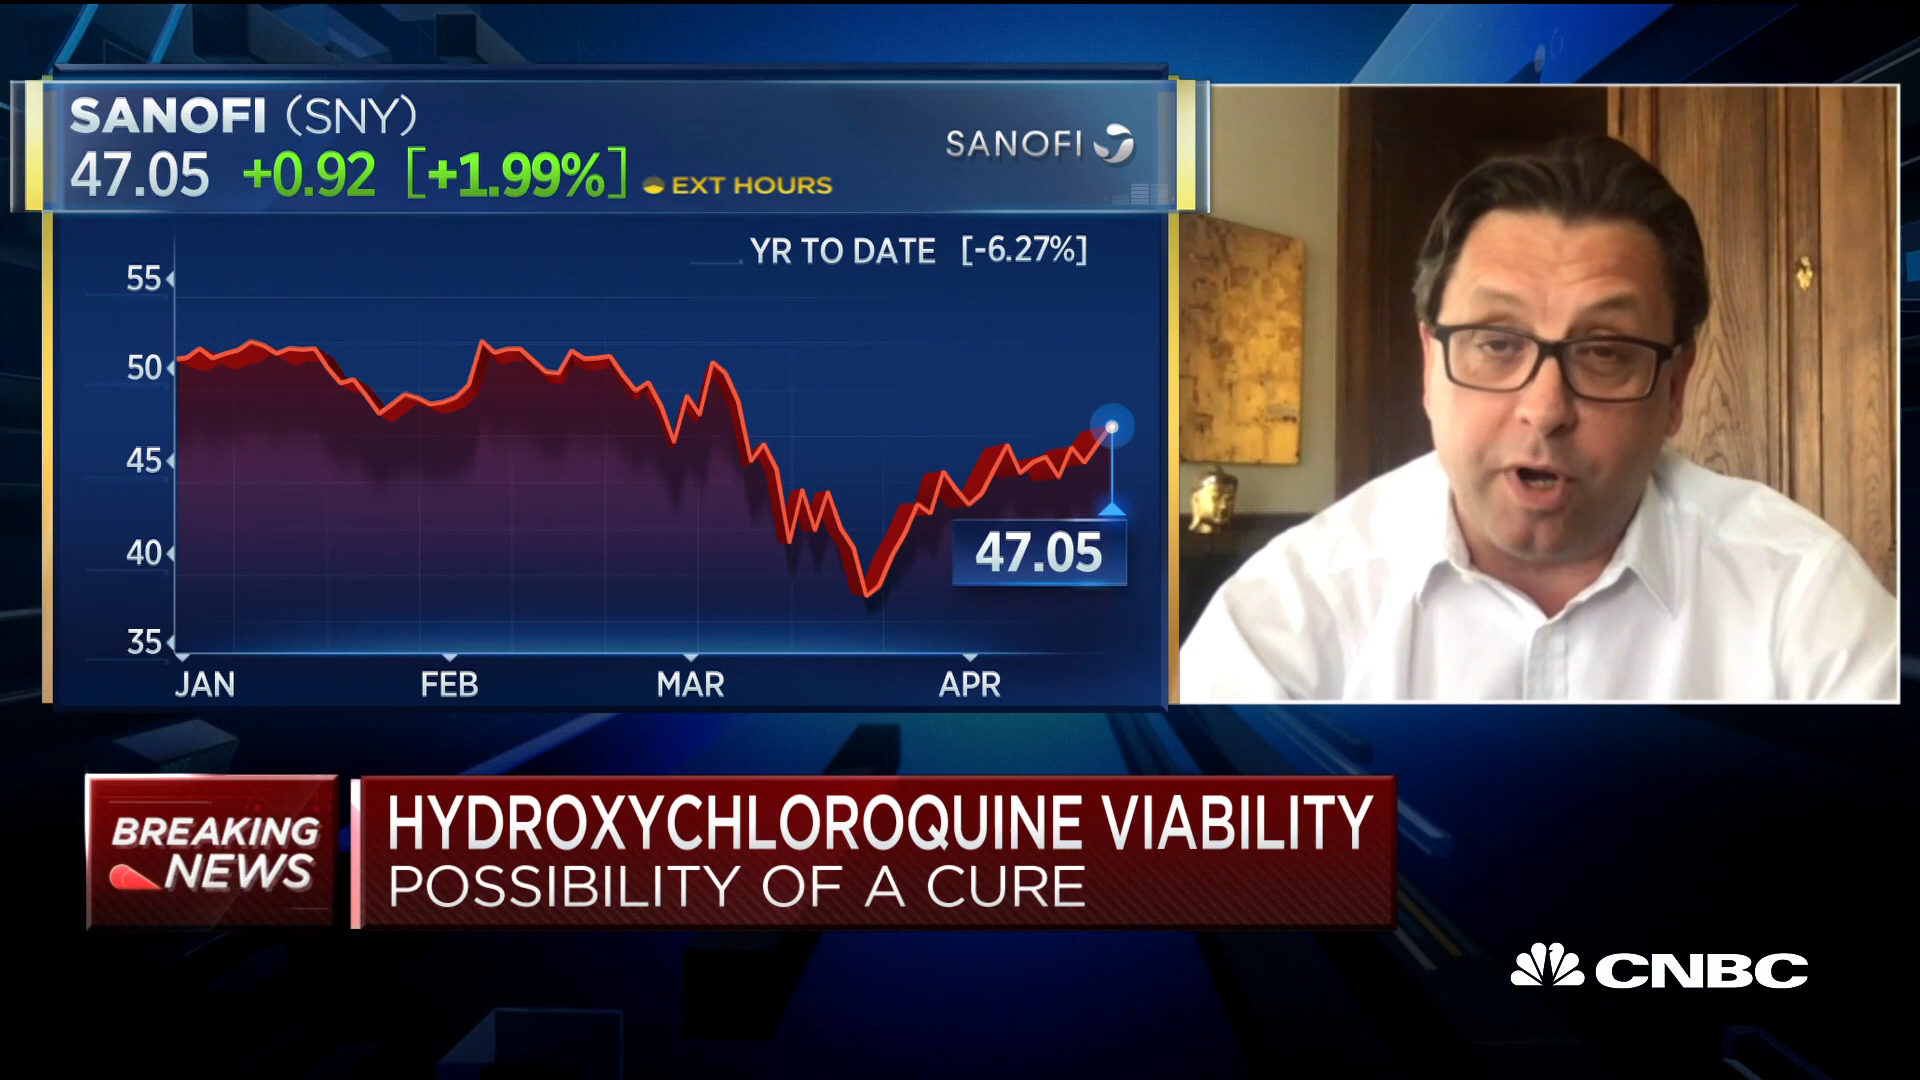 SANOFI (SNY)
47.05 +0.92 [+1.99%] EXT HOURS
SANOFI
YR TO DATE [-6.27%]
55
50
45
40
35
47.05
JAN FEB MAR APR
BREAKING
NEWS
HYDROXYCHLOROQUINE VIABILITY
POSSIBILITY OF A CURE
CNBC